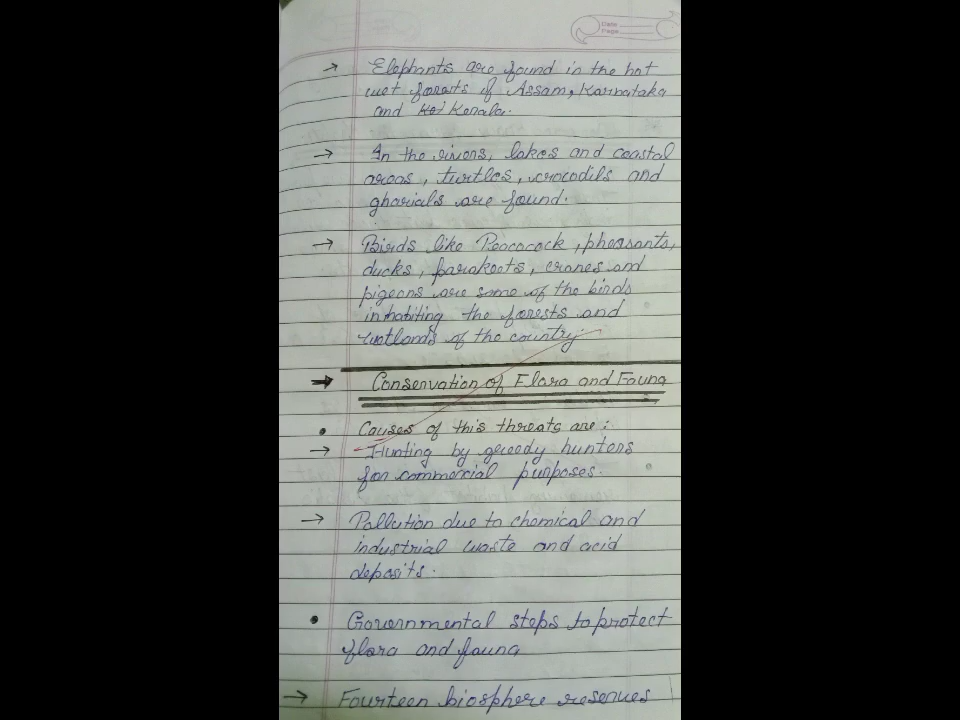 Date
Page
→ Elephants are found in the hot
wet forests of Assam, Karnataka
and Kerala.
→ In the rivers, lakes and coastal
areas, turtles, crocodils and
gharials are found.
→ Birds like Peacocock, pheasants,
ducks, parakeets, cranes and
pigeons are some of the birds
inhabiting the forests and
wetlands of the country.
→ Conservation of Flora and Fauna
• Causes of this threats are:
→ Hunting by greedy hunters
for commercial purposes.
→ Pollution due to chemical and
industrial waste and acid
deposits.
• Governmental steps to protect
flora and fauna
→ Fourteen biosphere reserves